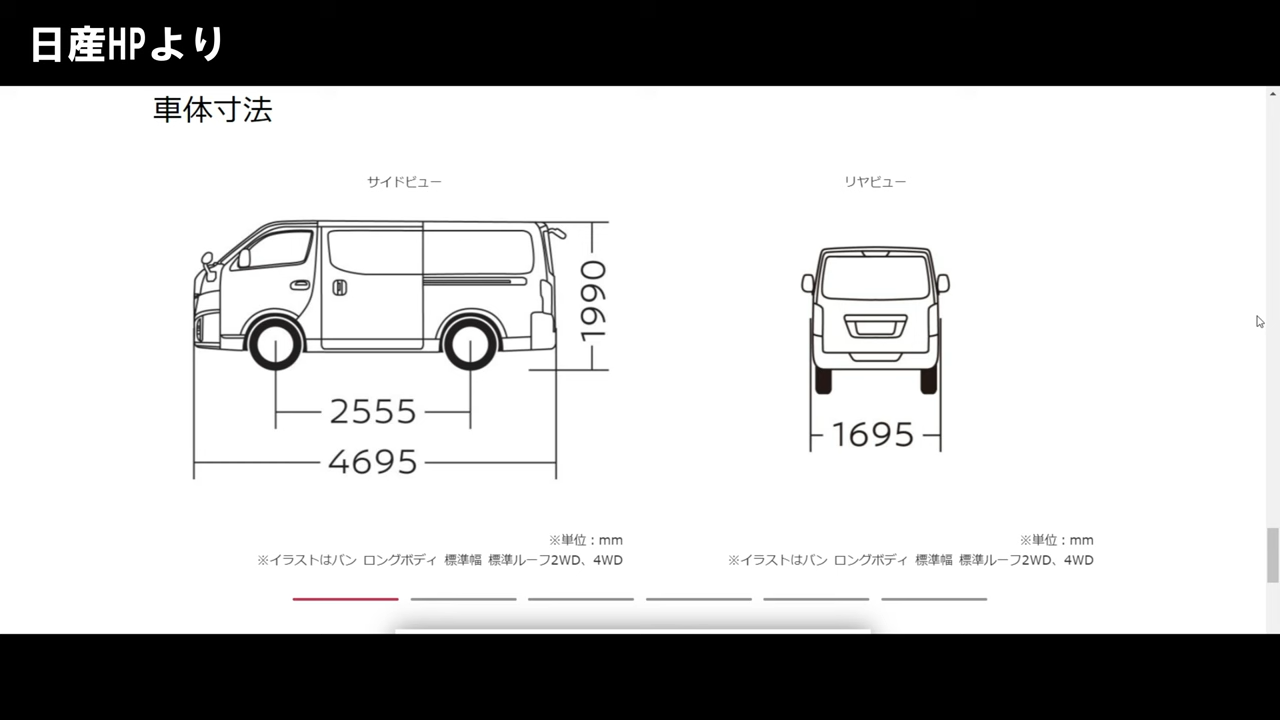 日産HPより
車体寸法
サイドビュー
リヤビュー
1990
2555
4695
1695
※単位：mm
※イラストはバン ロングボディ 標準幅 標準ルーフ2WD、4WD
※単位：mm
※イラストはバン ロングボディ 標準幅 標準ルーフ2WD、4WD